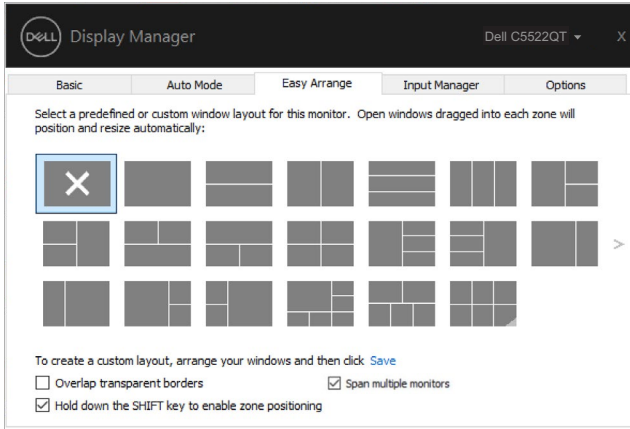 DELL Display Manager Dell C5522QT X
Basic Auto Mode Easy Arrange Input Manager Options
Select a predefined or custom window layout for this monitor. Open windows dragged into each zone will
position and resize automatically:
To create a custom layout, arrange your windows and then click Save
Overlap transparent borders Span multiple monitors
Hold down the SHIFT key to enable zone positioning